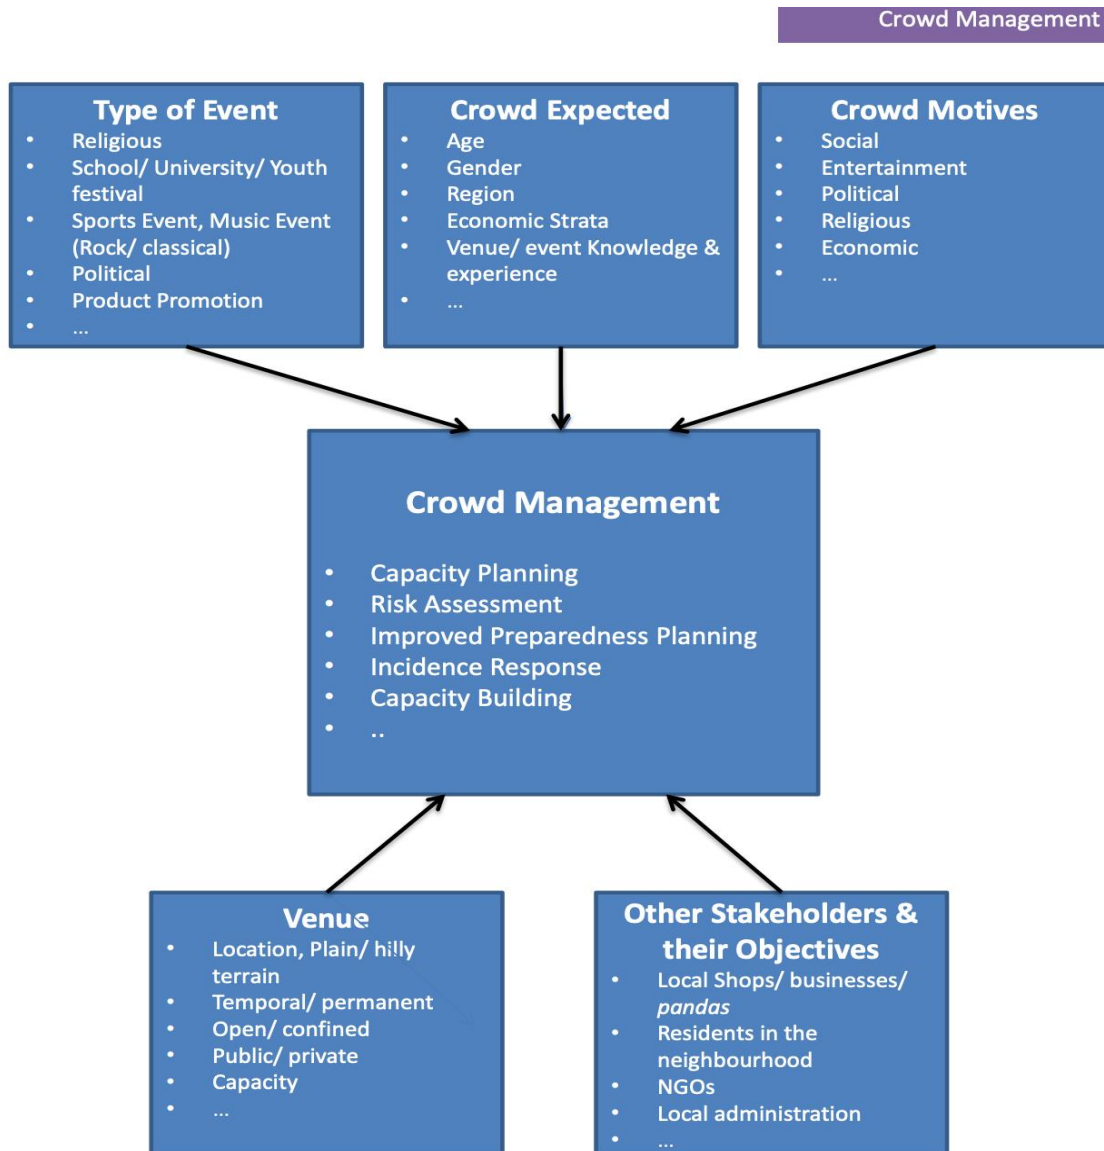 Crowd Management
Type of Event
• Religious
• School/ University/ Youth
festival
• Sports Event, Music Event
(Rock/ classical)
• Political
• Product Promotion
• ...
Crowd Expected
• Age
• Gender
• Region
• Economic Strata
• Venue/ event Knowledge &
experience
• ...
Crowd Motives
• Social
• Entertainment
• Political
• Religious
• Economic
• ...
Crowd Management
• Capacity Planning
• Risk Assessment
• Improved Preparedness Planning
• Incidence Response
• Capacity Building
• ..
Venue
• Location, Plain/ hilly
terrain
• Temporal/ permanent
• Open/ confined
• Public/ private
• Capacity
• ...
Other Stakeholders &
their Objectives
• Local Shops/ businesses/
pandas
• Residents in the
neighbourhood
• NGOs
• Local administration
• ...